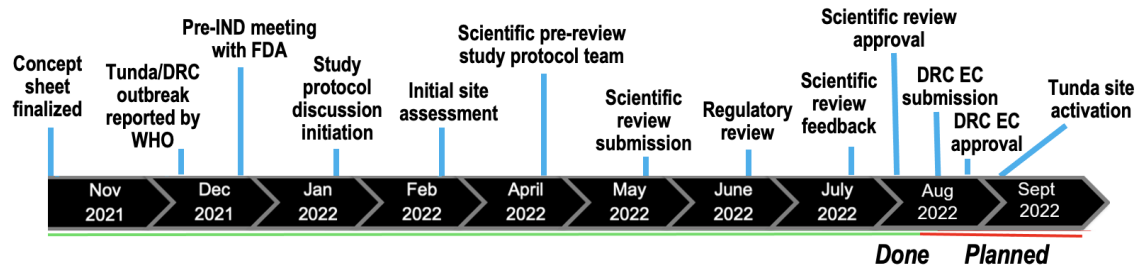 Concept
sheet
finalized
Tunda/DRC
outbreak
reported by
WHO
Pre-IND meeting
with FDA
Study
protocol
discussion
initiation
Initial site
assessment
Scientific pre-review
study protocol team
Scientific
review
submission
Regulatory
review
Scientific
review
feedback
Scientific review
approval
DRC EC
submission
DRC EC
approval
Tunda site
activation
Nov
2021
Dec
2021
Jan
2022
Feb
2022
April
2022
May
2022
June
2022
July
2022
Aug
2022
Sept
2022
Done
Planned